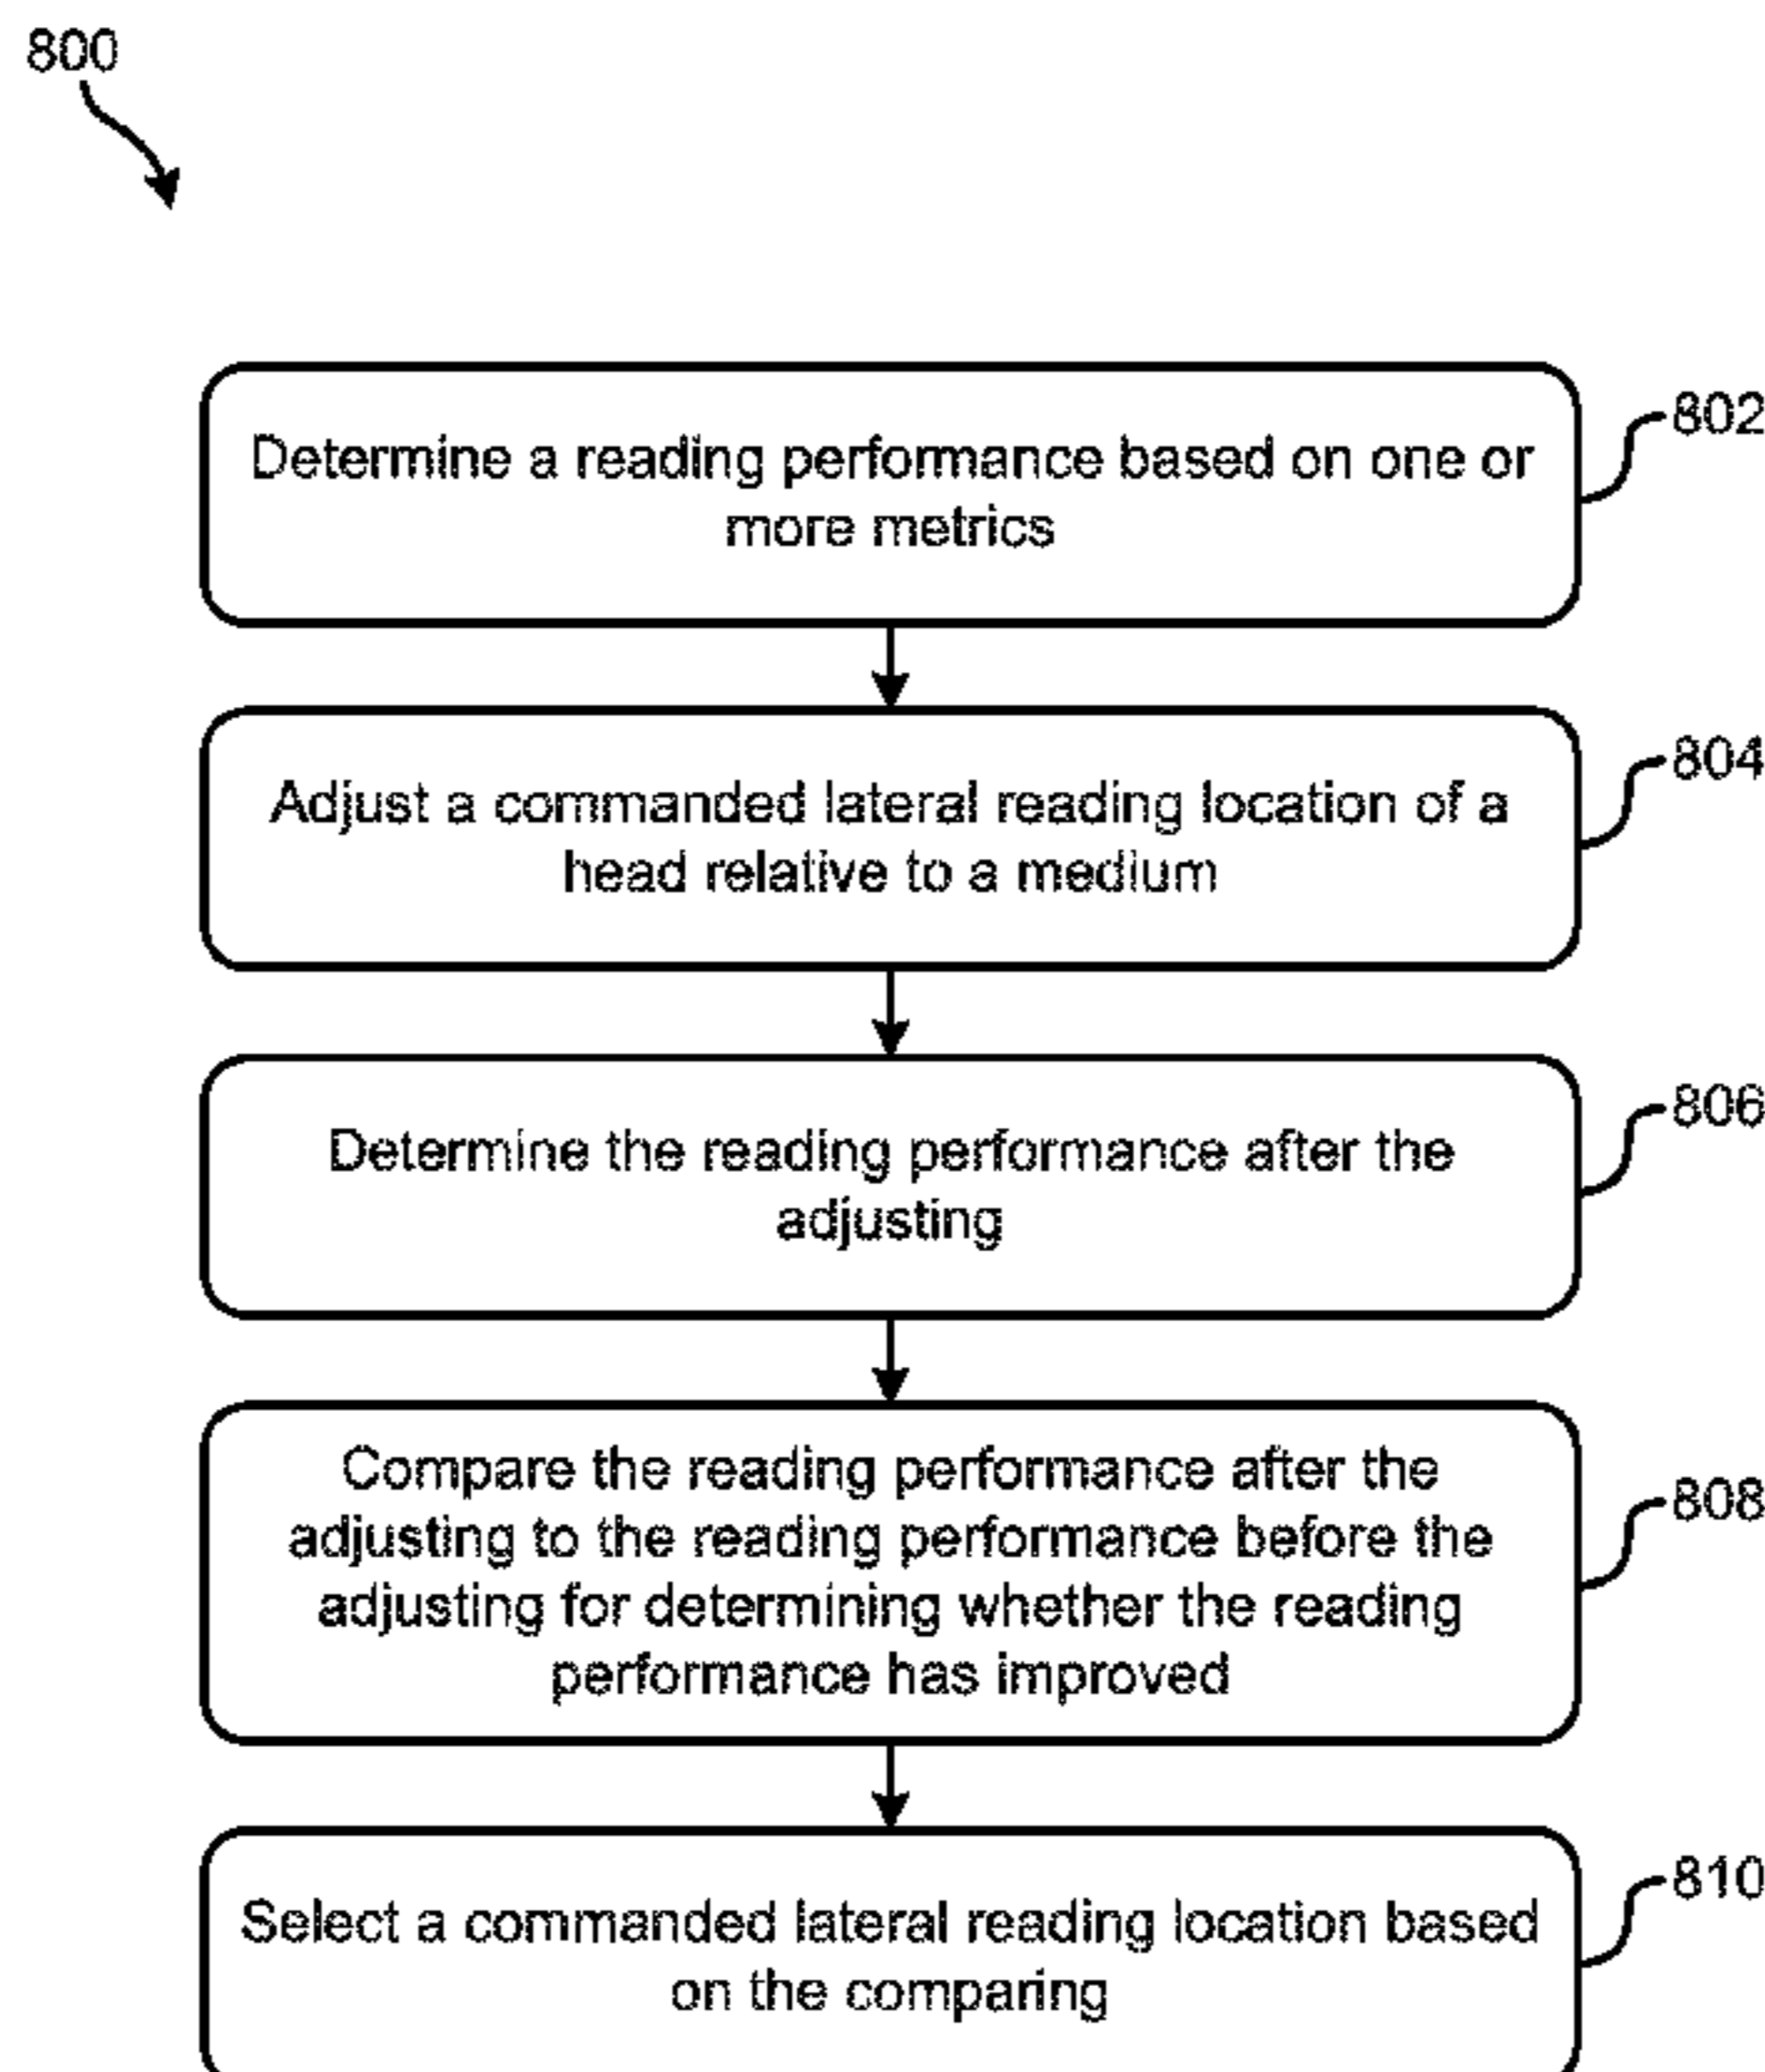 800
Determine a reading performance based on one or
more metrics
802
Adjust a commanded lateral reading location of a
head relative to a medium
804
Determine the reading performance after the
adjusting
806
Compare the reading performance after the
adjusting to the reading performance before the
adjusting for determining whether the reading
performance has improved
808
Select a commanded lateral reading location based
on the comparing
810